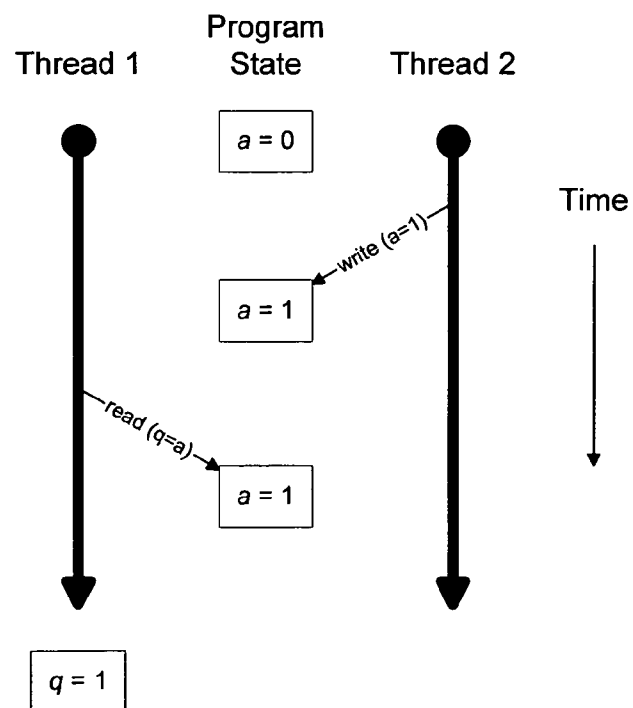 Program
State
Thread 1
Thread 2
a = 0
Time
write (a=1)
a = 1
read (q=a)
a = 1
q = 1